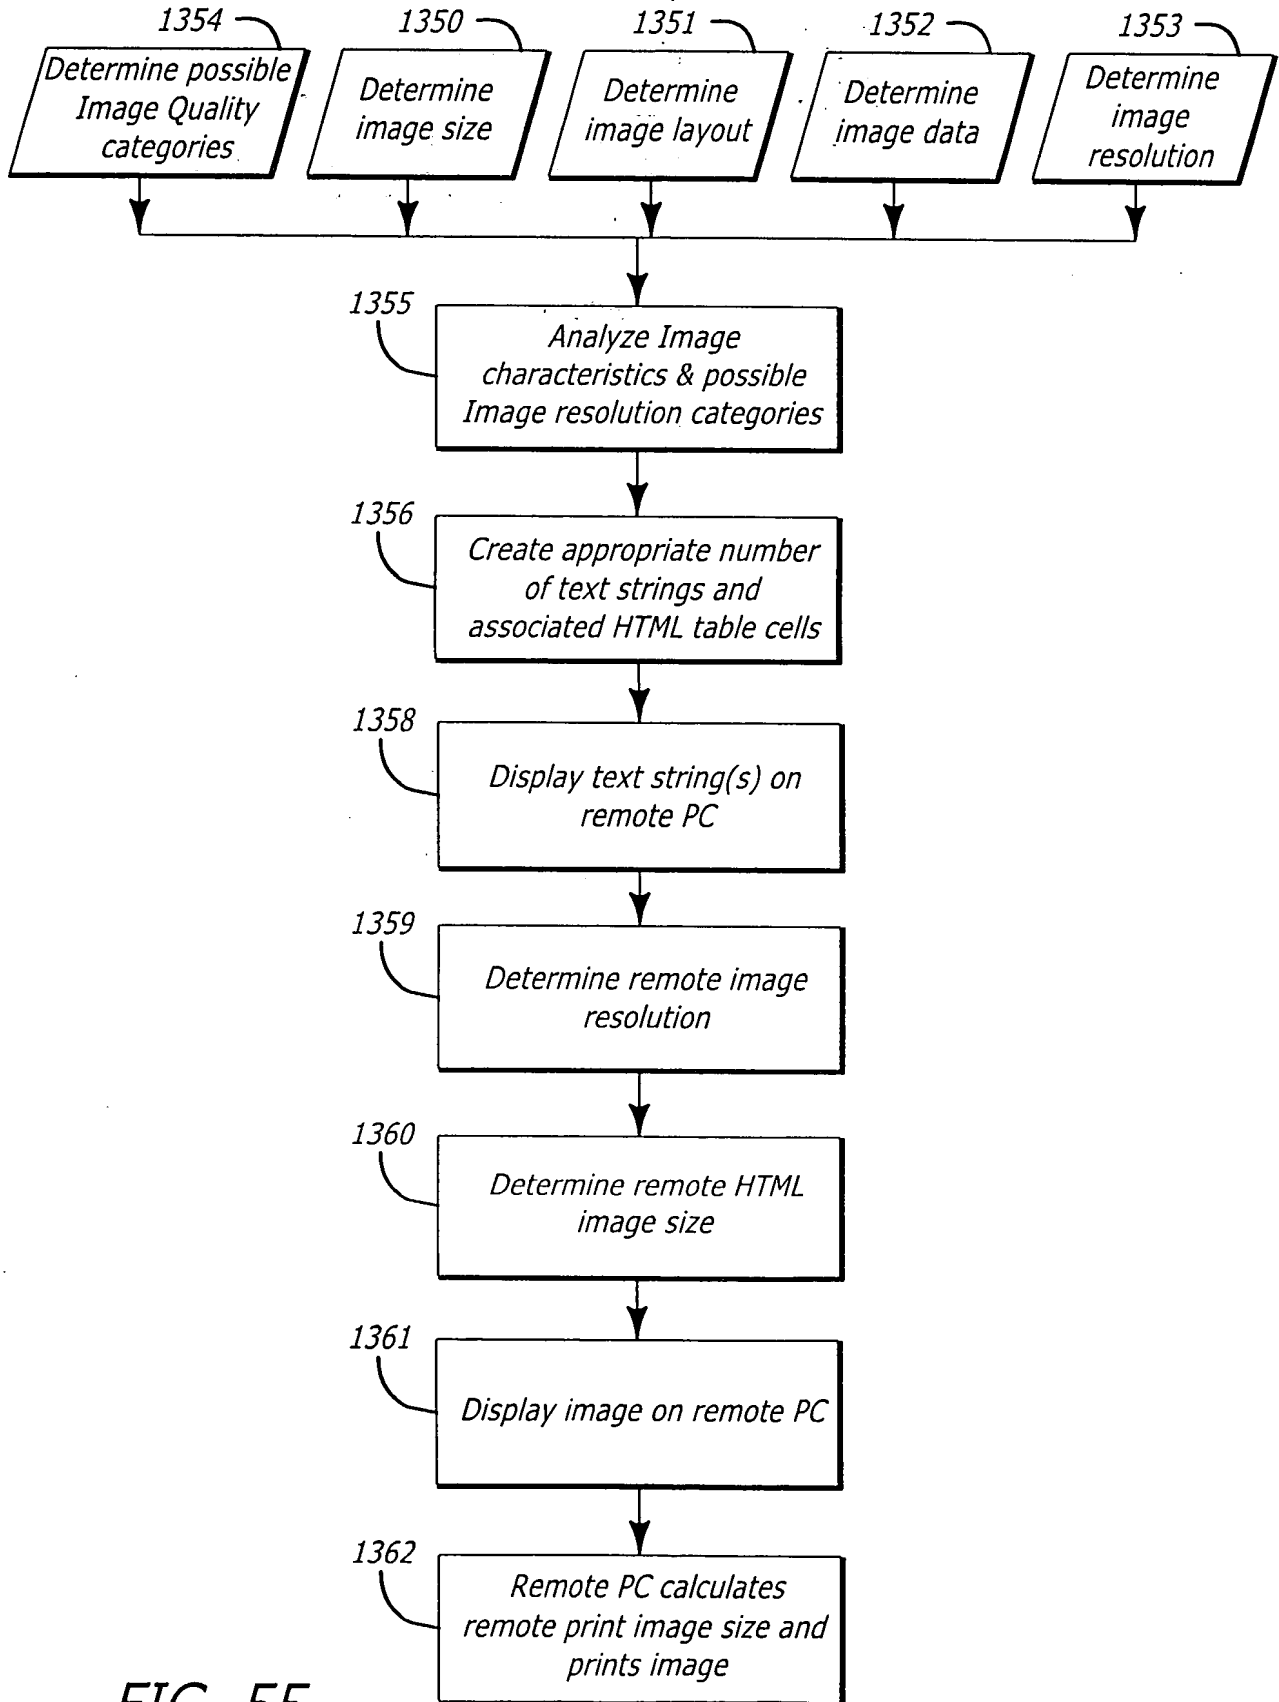 1354
1350
1351
1352
1353
Determine possible
Image Quality
categories
Determine
image size
Determine
image layout
Determine
image data
Determine
image
resolution
1355
Analyze Image
characteristics & possible
Image resolution categories
1356
Create appropriate number
of text strings and
associated HTML table cells
1358
Display text string(s) on
remote PC
1359
Determine remote image
resolution
1360
Determine remote HTML
image size
1361
Display image on remote PC
1362
Remote PC calculates
remote print image size and
prints image
FIG. 55